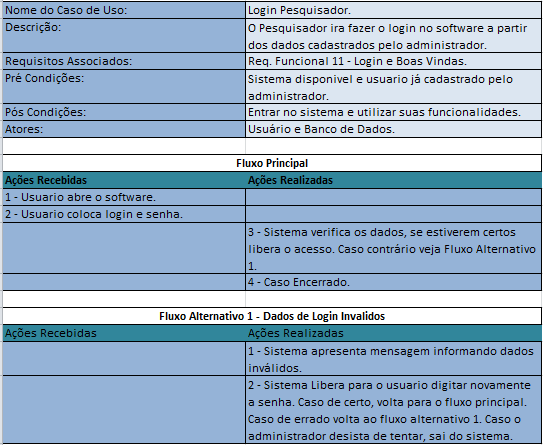 Nome do Caso de Uso: Login Pesquisador.
Descrição: O Pesquisador ira fazer o login no software a partir
dos dados cadastrados pelo administrador.
Requisitos Associados: Req. Funcional 11 - Login e Boas Vindas.
Pré Condições: Sistema disponivel e usuario já cadastrado pelo
administrador.
Pós Condições: Entrar no sistema e utilizar suas funcionalidades.
Atores: Usuário e Banco de Dados.
Fluxo Principal
Ações Recebidas Ações Realizadas
1 - Usuario abre o software.
2 - Usuario coloca login e senha.
3 - Sistema verifica os dados, se estiverem certos
libera o acesso. Caso contrário veja Fluxo Alternativo
1.
4 - Caso Encerrado.
Fluxo Alternativo 1 - Dados de Login Invalidos
Ações Recebidas Ações Realizadas
1 - Sistema apresenta mensagem informando dados
inválidos.
2 - Sistema Libera para o usuario digitar novamente
a senha. Caso de certo, volta para o fluxo principal.
Caso de errado volta ao fluxo alternativo 1. Caso o
administrador desista de tentar, sai do sistema.